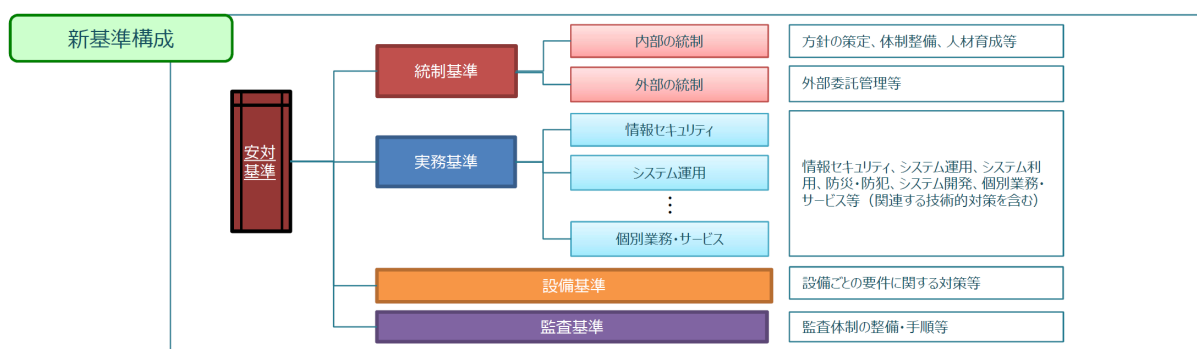 新基準構成
安対
基準
統制基準
内部の統制
方針の策定、体制整備、人材育成等
外部の統制
外部委託管理等
実務基準
情報セキュリティ
システム運用
⋮
個別業務・サービス
情報セキュリティ、システム運用、システム利
用、防災・防犯、システム開発、個別業務・
サービス等（関連する技術的対策を含む）
設備基準
設備ごとの要件に関する対策等
監査基準
監査体制の整備・手順等